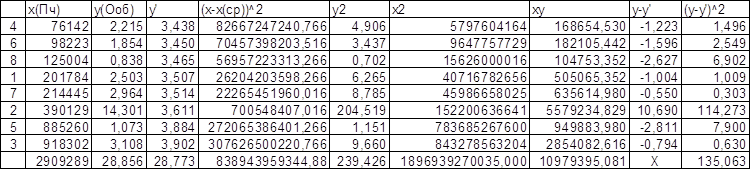 x(Пч) y(Ооб) y' (x-x(ср))^2 y2 x2 xy y-y' (y-y')^2
4 76142 2,215 3,438 82667247240,766 4,906 5797604164 168654,530 -1,223 1,496
6 98223 1,854 3,450 70457398203,516 3,437 9647757729 182105,442 -1,596 2,549
8 125004 0,838 3,465 56957223313,266 0,702 15626000016 104753,352 -2,627 6,902
1 201784 2,503 3,507 26204203598,266 6,265 40716782656 505065,352 -1,004 1,009
7 214445 2,964 3,514 22265451960,016 8,785 45986658025 635614,980 -0,550 0,303
2 390129 14,301 3,611 700548407,016 204,519 152200636641 5579234,829 10,690 114,273
5 885260 1,073 3,884 272065386401,266 1,151 783685267600 949883,980 -2,811 7,900
3 918302 3,108 3,902 307626500220,766 9,660 843278563204 2854082,616 -0,794 0,630
2909289 28,856 28,773 838943959344,88 239,426 1896939270035,000 10979395,081 X 135,063